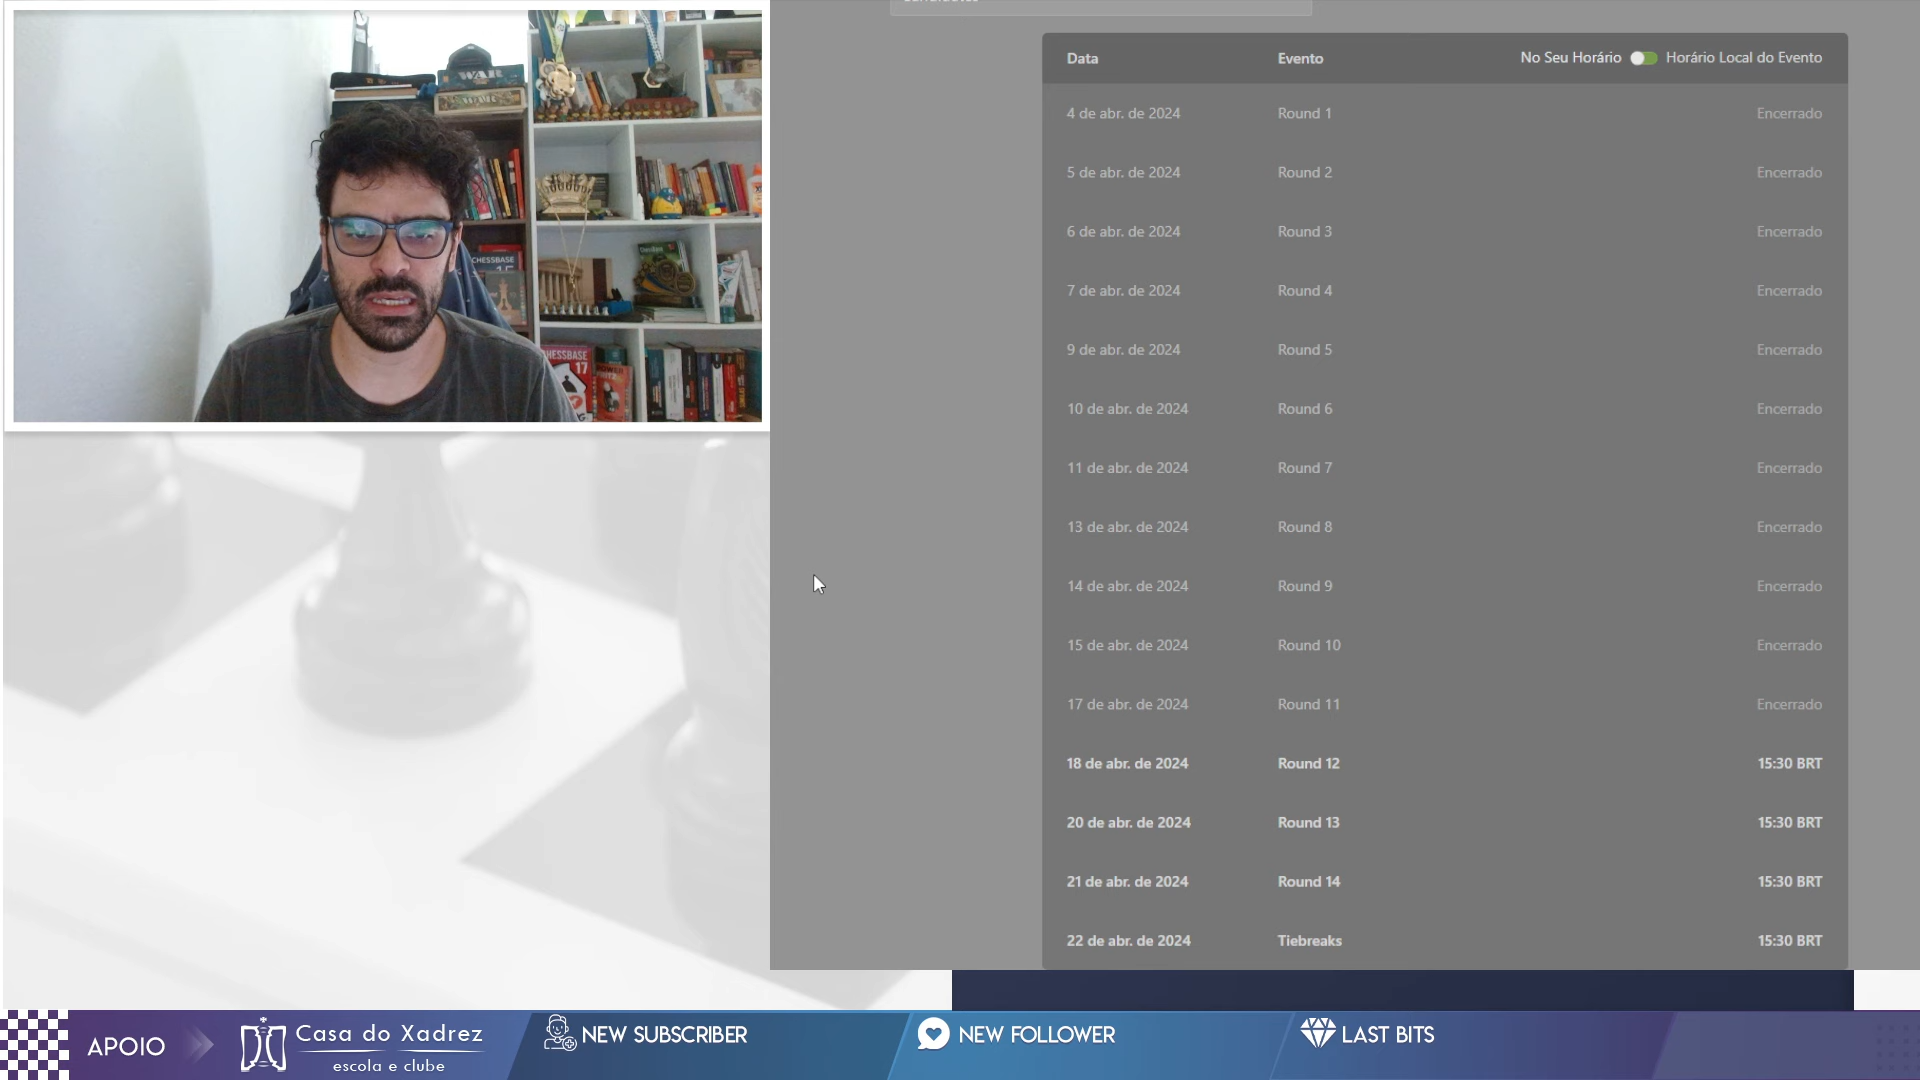 WAR
CHESSBASE
CHESSBASE
17
Data Evento No Seu Horário Horário Local do Evento
4 de abr. de 2024 Round 1 Encerrado
5 de abr. de 2024 Round 2 Encerrado
6 de abr. de 2024 Round 3 Encerrado
7 de abr. de 2024 Round 4 Encerrado
9 de abr. de 2024 Round 5 Encerrado
10 de abr. de 2024 Round 6 Encerrado
11 de abr. de 2024 Round 7 Encerrado
13 de abr. de 2024 Round 8 Encerrado
14 de abr. de 2024 Round 9 Encerrado
15 de abr. de 2024 Round 10 Encerrado
17 de abr. de 2024 Round 11 Encerrado
18 de abr. de 2024 Round 12 15:30 BRT
20 de abr. de 2024 Round 13 15:30 BRT
21 de abr. de 2024 Round 14 15:30 BRT
22 de abr. de 2024 Tiebreaks 15:30 BRT
APOIO Casa do Xadrez NEW SUBSCRIBER NEW FOLLOWER LAST BITS
escola e clube